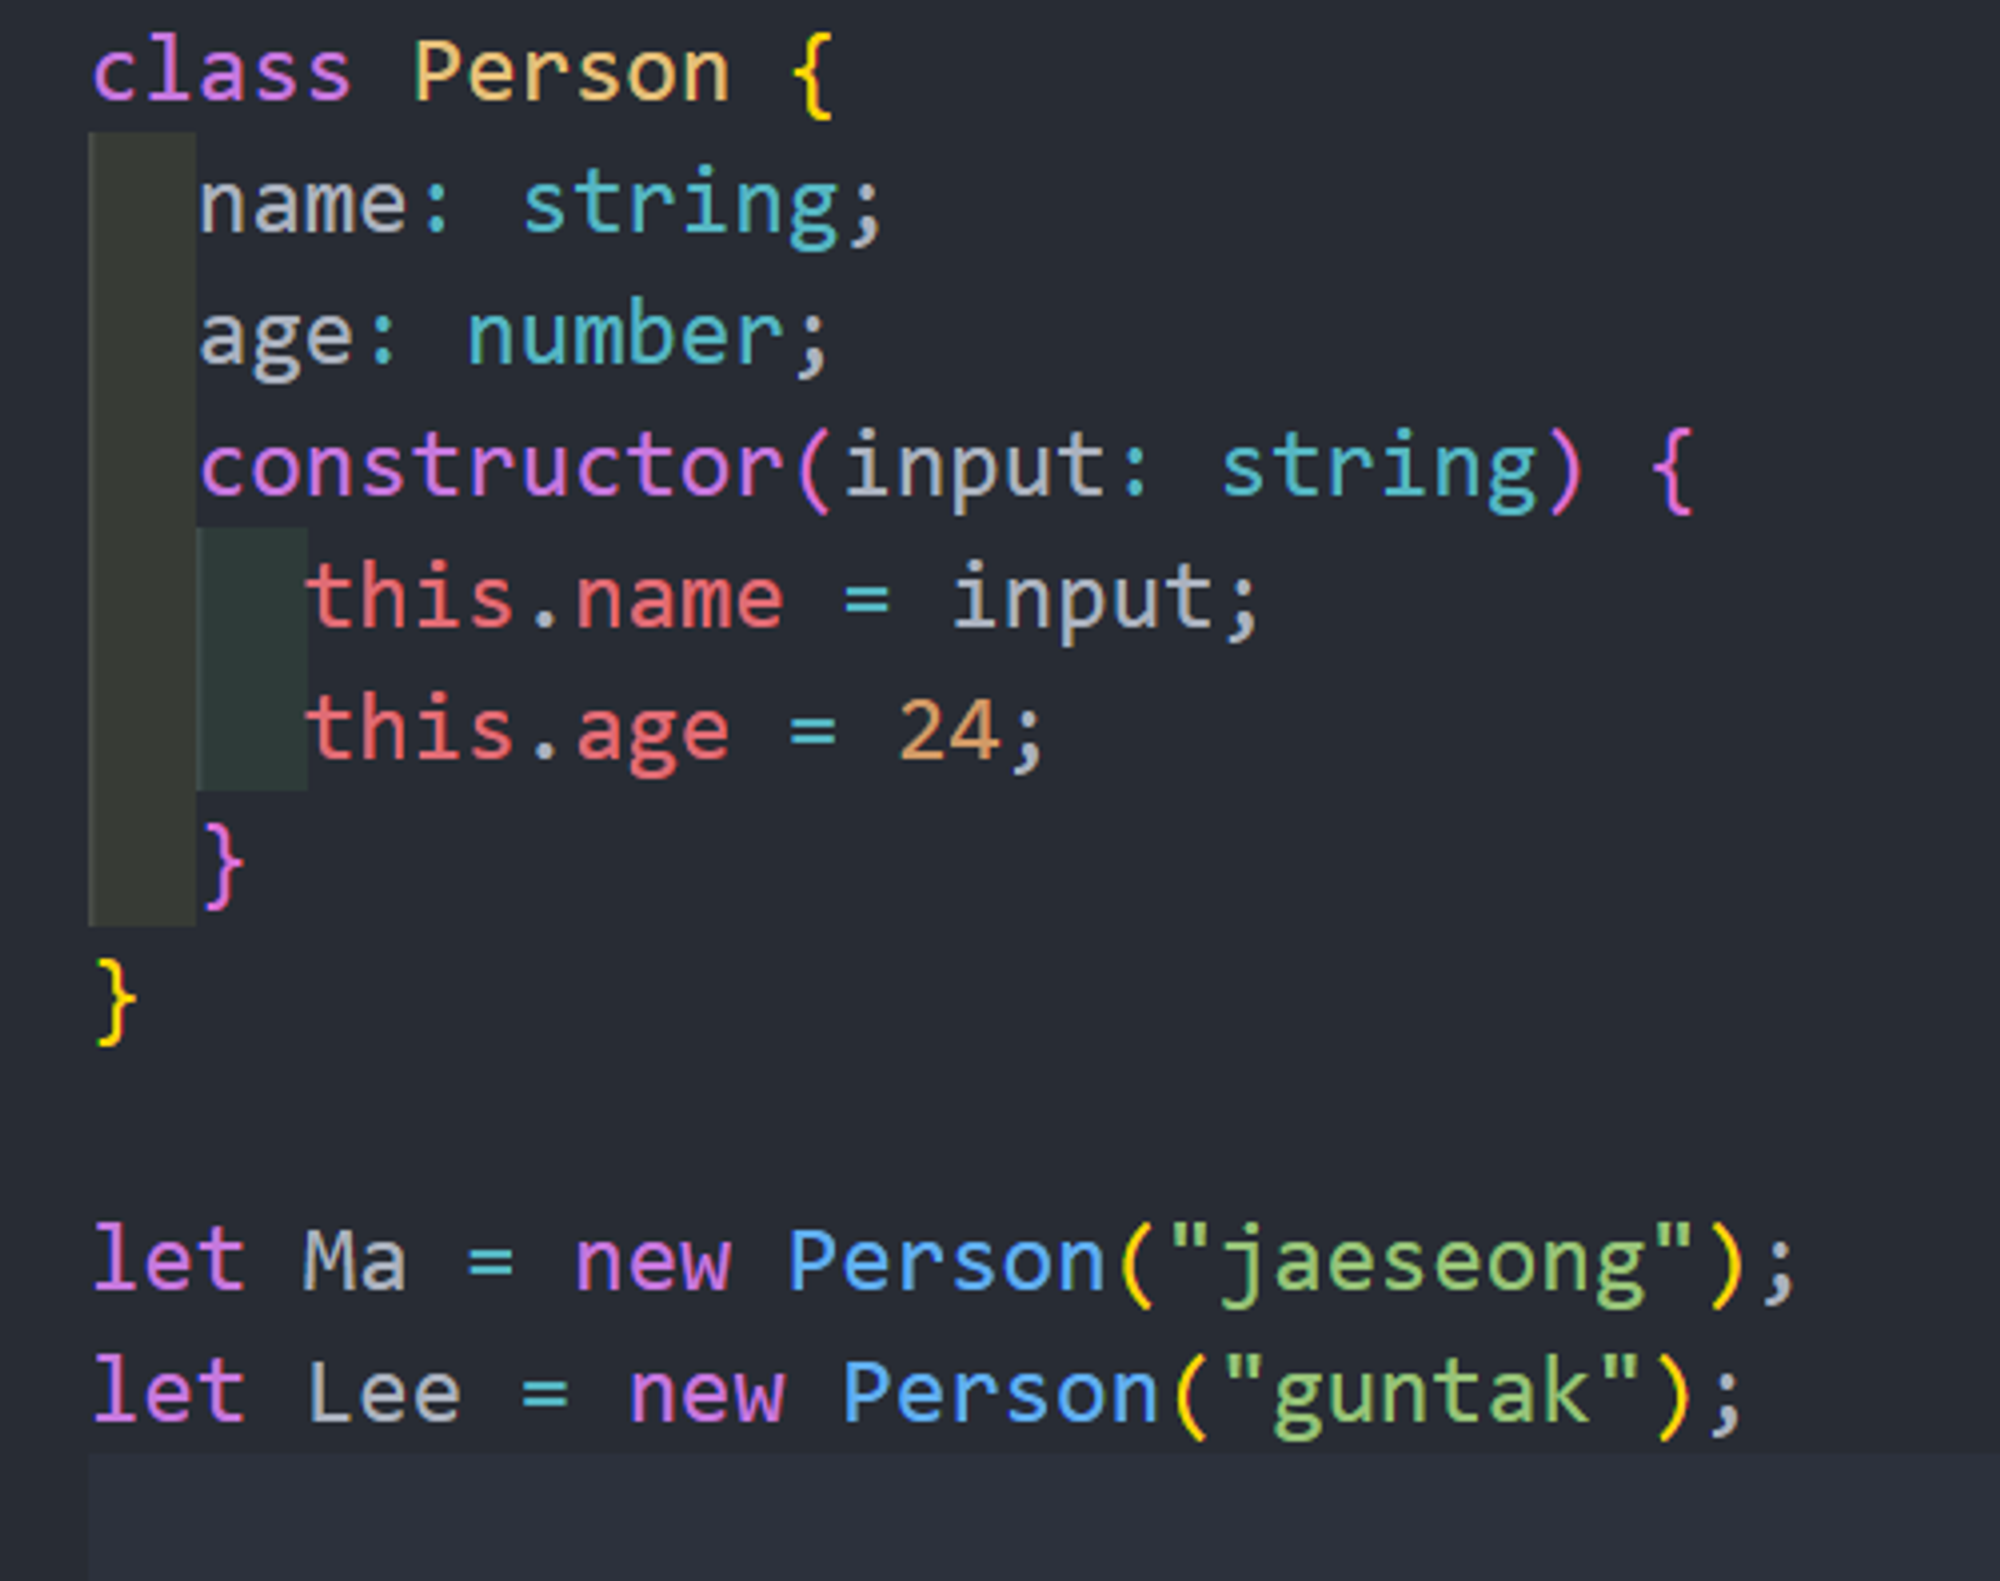 class Person {
  name: string;
  age: number;
  constructor(input: string) {
    this.name = input;
    this.age = 24;
  }
}

let Ma = new Person("jaeseong");
let Lee = new Person("guntak");